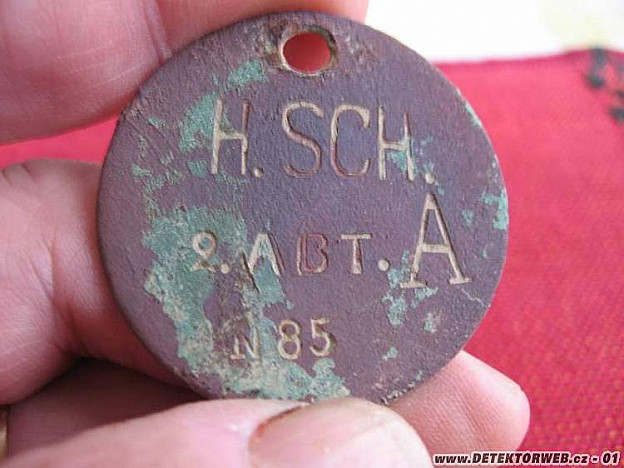 H. SCH.
2. ABT. A
N 85
www.DETEKTORWEB.cz - 01